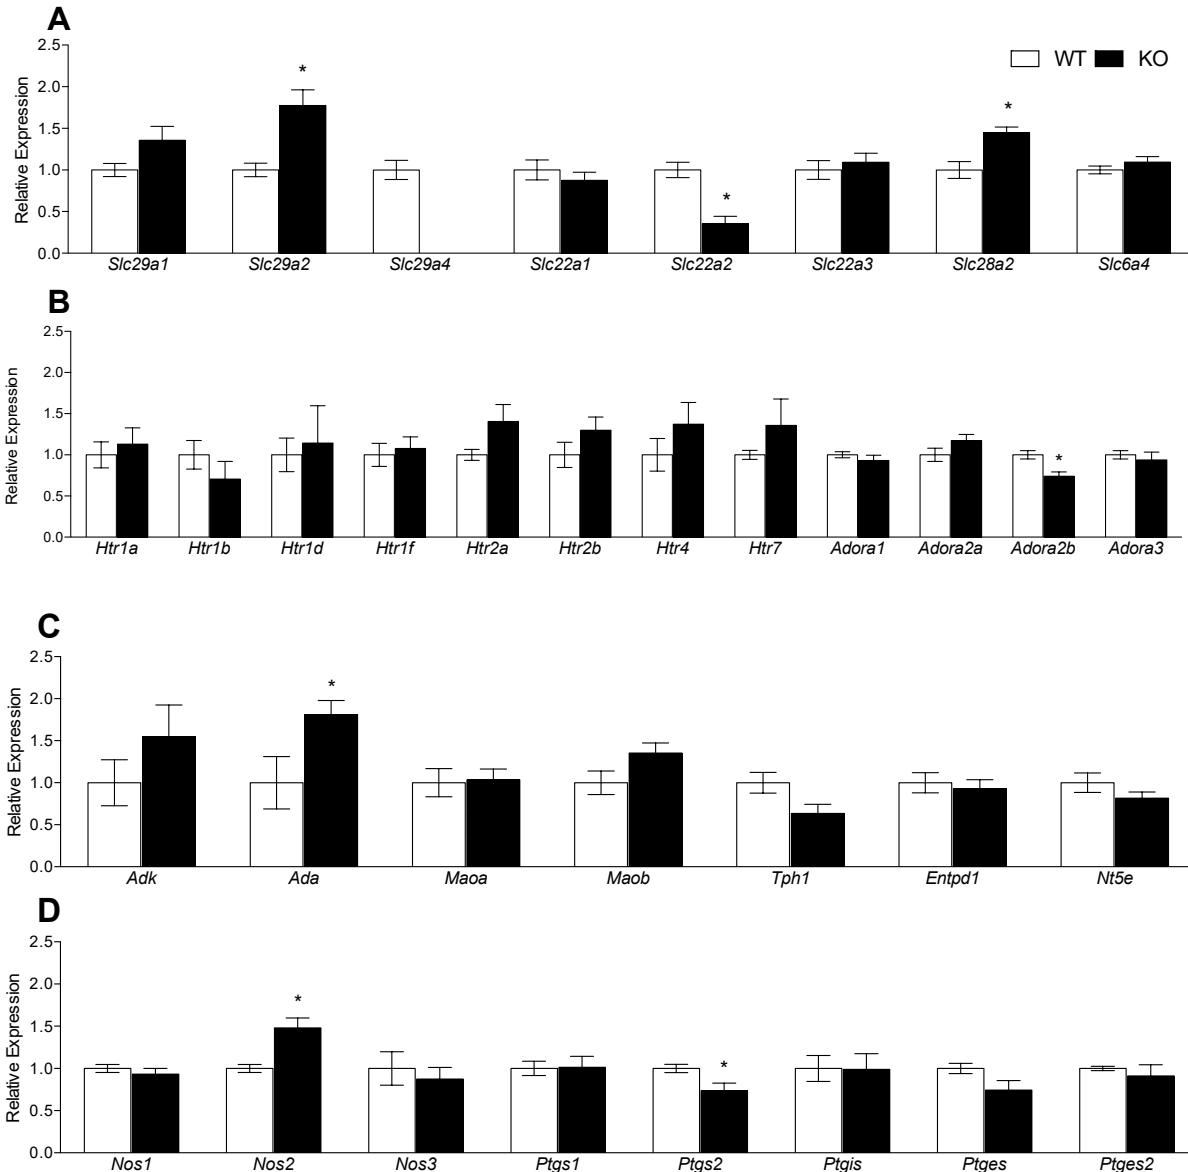 A
WT KO
Relative Expression
2.5
2.0
*
*
1.5
1.0
*
0.5
0.0
Slc29a1 Slc29a2 Slc29a4 Slc22a1 Slc22a2 Slc22a3 Slc28a2 Slc6a4
B
Relative Expression
2.5
2.0
1.5
1.0
*
0.5
0.0
Htr1a Htr1b Htr1d Htr1f Htr2a Htr2b Htr4 Htr7 Adora1 Adora2a Adora2b Adora3
C
Relative Expression
2.5
*
2.0
1.5
1.0
0.5
0.0
Adk Ada Maoa Maob Tph1 Entpd1 Nt5e
D
Relative Expression
2.5
2.0
*
1.5
*
1.0
0.5
0.0
Nos1 Nos2 Nos3 Ptgs1 Ptgs2 Ptgis Ptges Ptges2